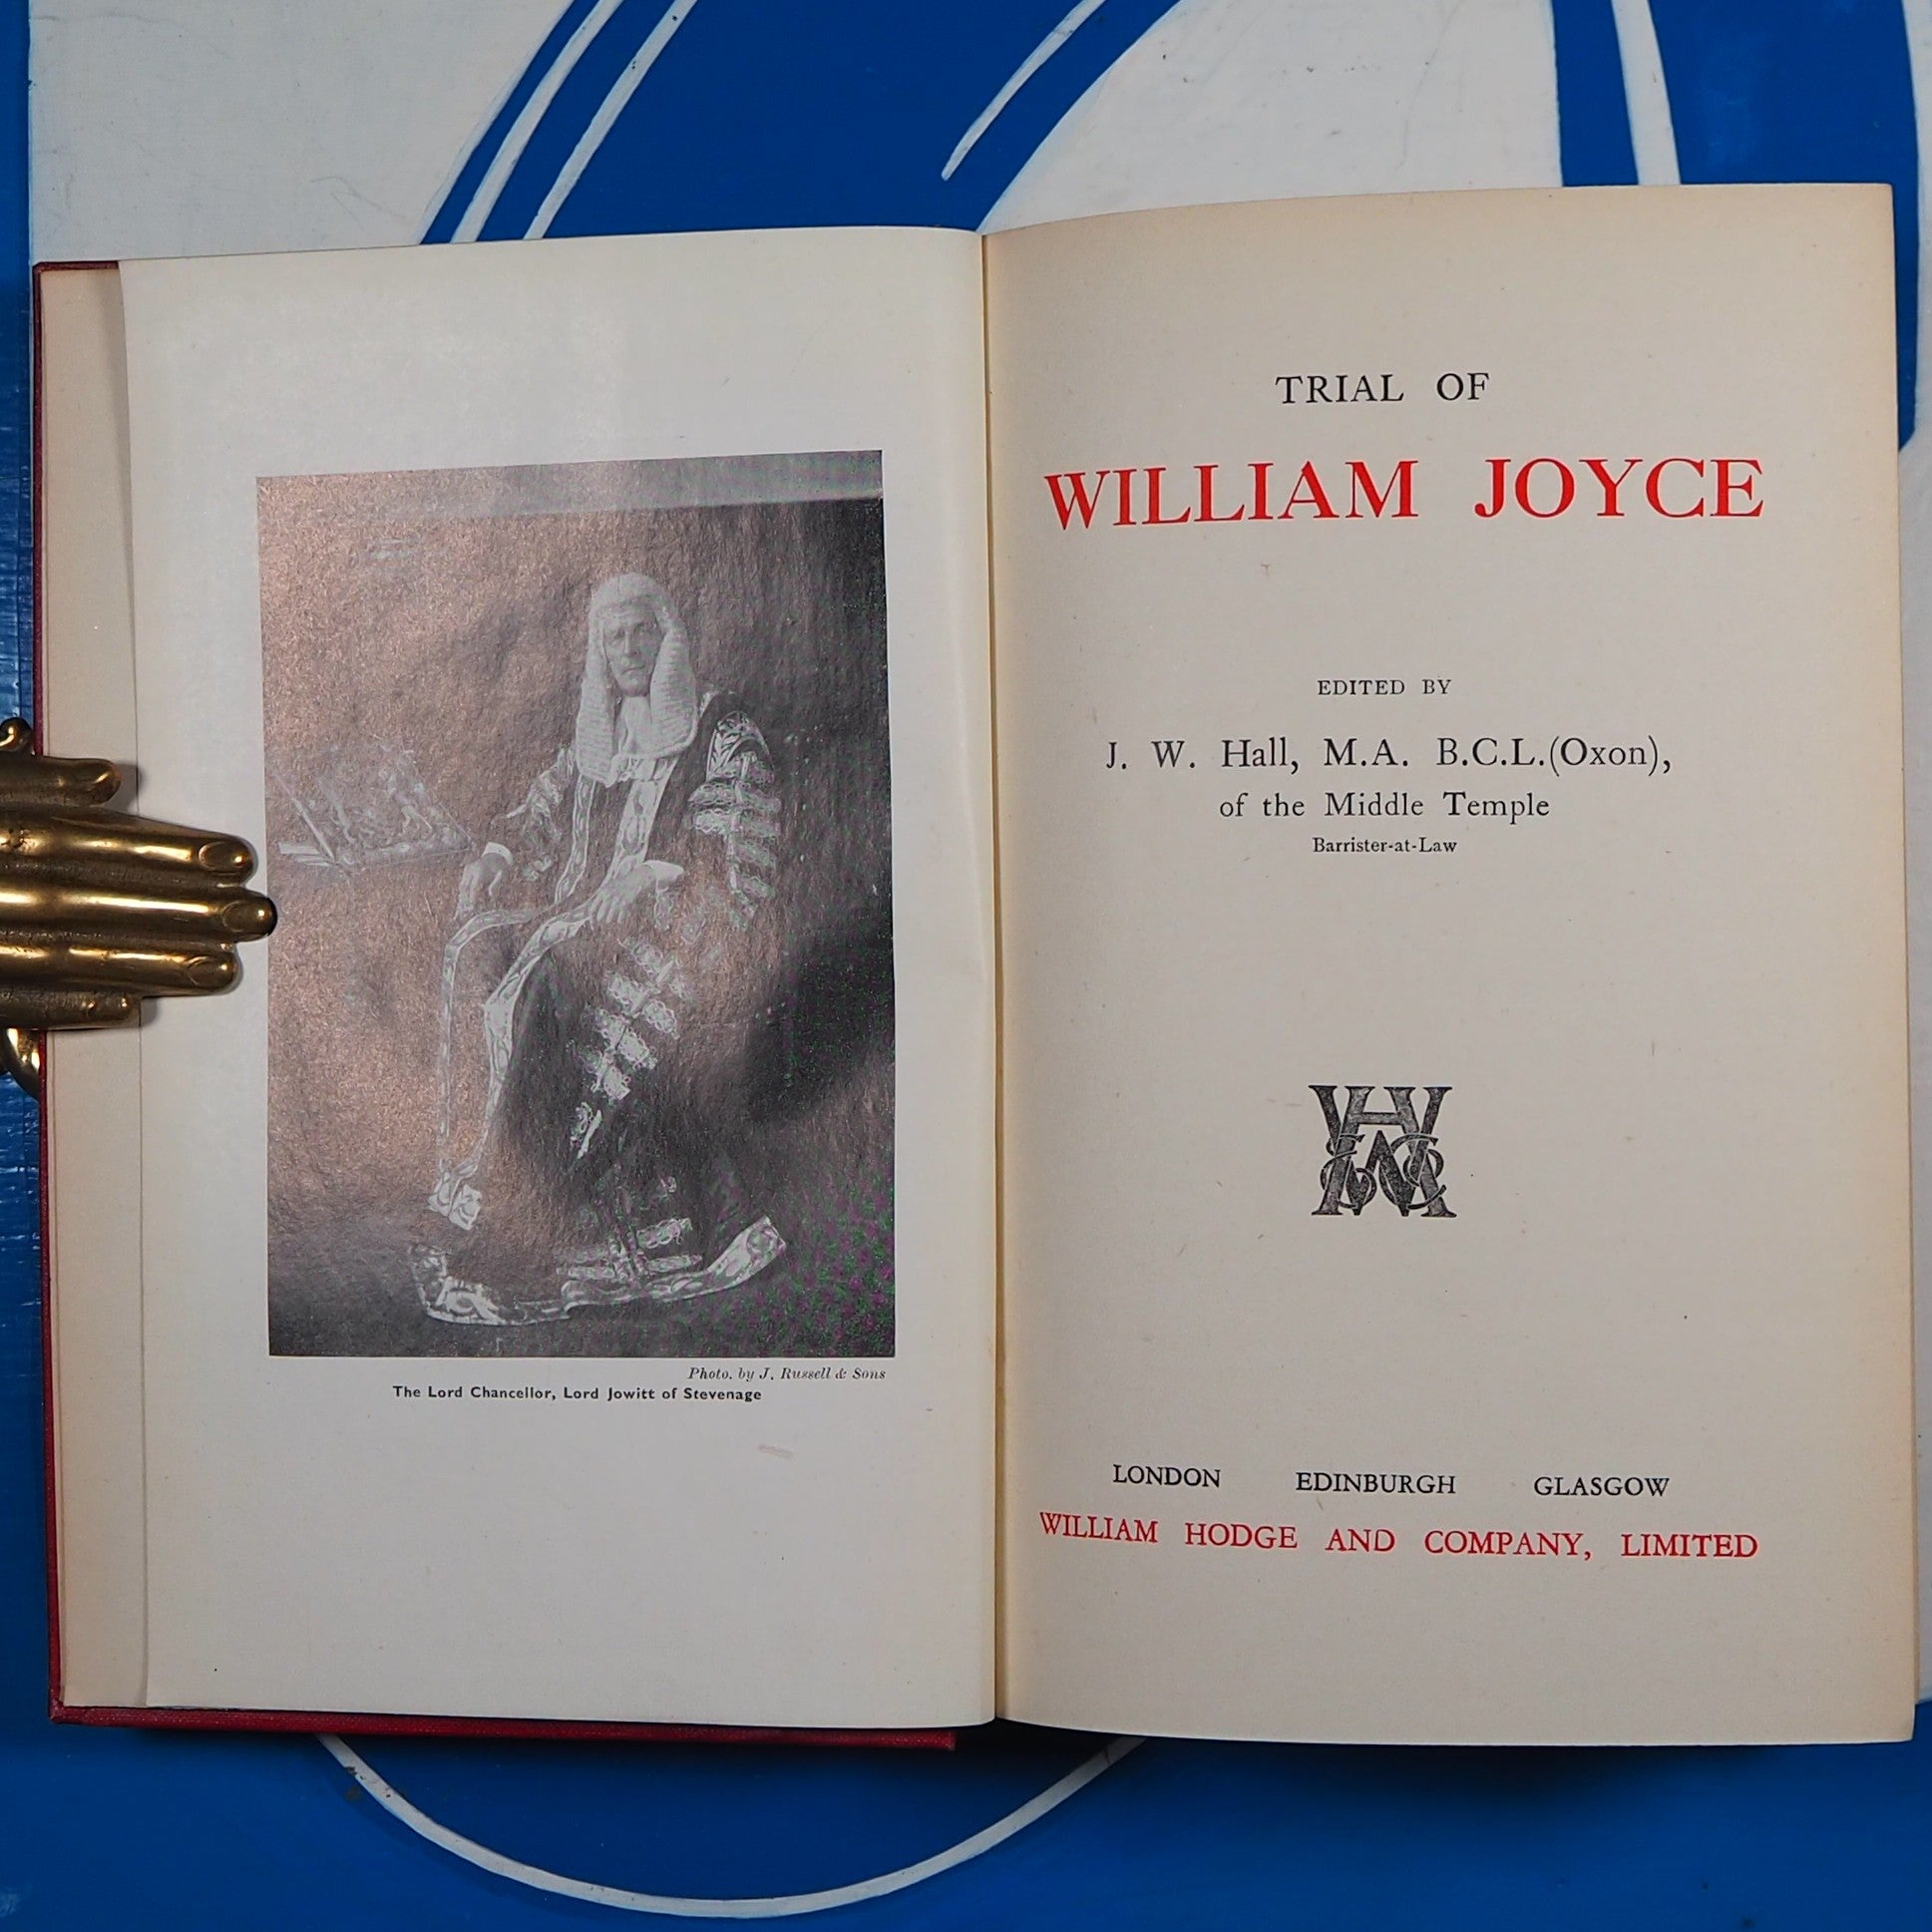 Photo. by J. Russell & Sons
The Lord Chancellor, Lord Jowitt of Stevenage
TRIAL OF
WILLIAM JOYCE
EDITED BY
J. W. Hall, M.A. B.C.L.(Oxon),
of the Middle Temple
Barrister-at-Law
LONDON EDINBURGH GLASGOW
WILLIAM HODGE AND COMPANY, LIMITED